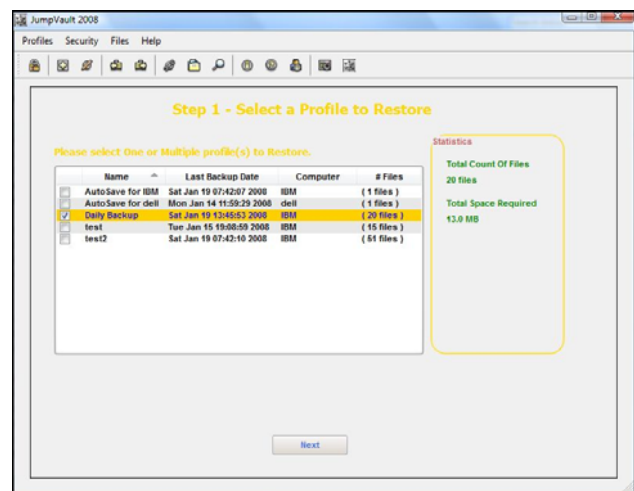 JumpVault 2008
Profiles Security Files Help
Step 1 - Select a Profile to Restore
Please select One or Multiple profile(s) to Restore.
Name Last Backup Date Computer # Files
AutoSave for IBM Sat Jan 19 07:42:07 2008 IBM ( 1 files )
AutoSave for dell Mon Jan 14 11:59:29 2008 dell ( 1 files )
Daily Backup Sat Jan 19 13:45:53 2008 IBM ( 20 files )
test Tue Jan 15 19:08:59 2008 IBM ( 15 files )
test2 Sat Jan 19 07:42:10 2008 IBM ( 51 files )
Statistics
Total Count Of Files
20 files
Total Space Required
13.0 MB
Next